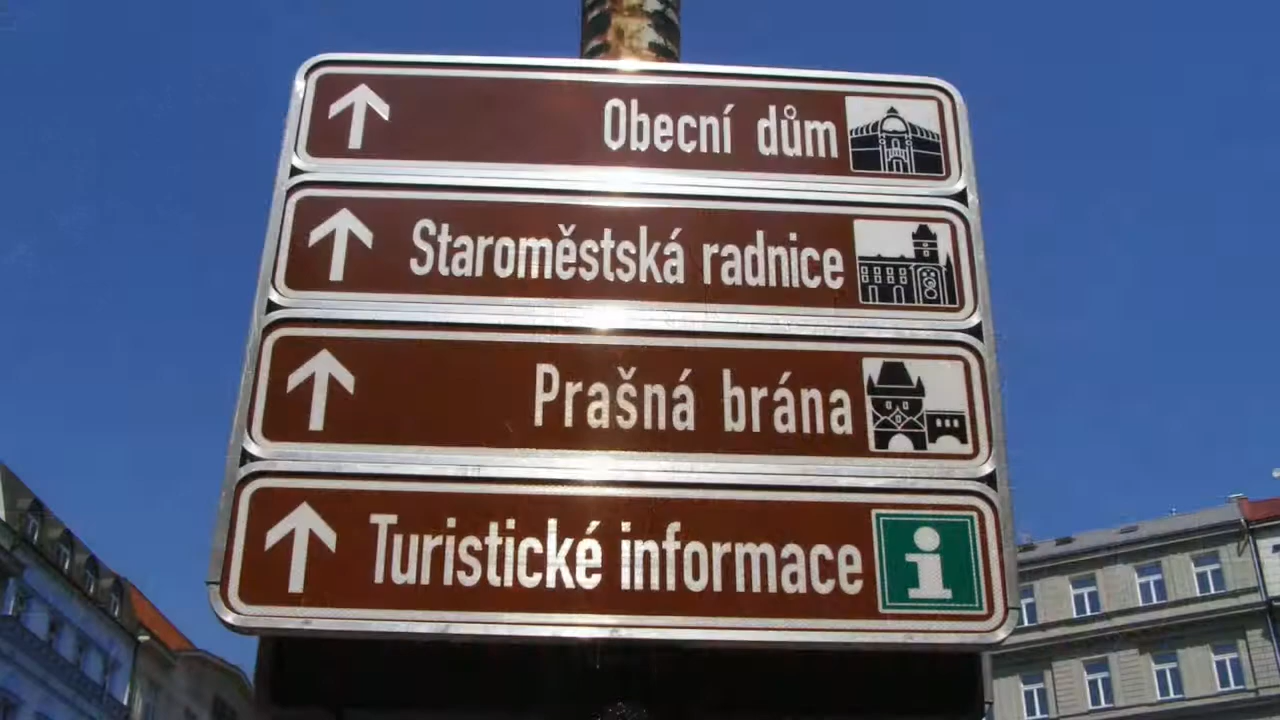 Obecní dům
Staroměstská radnice
Prašná brána
Turistické informace
i